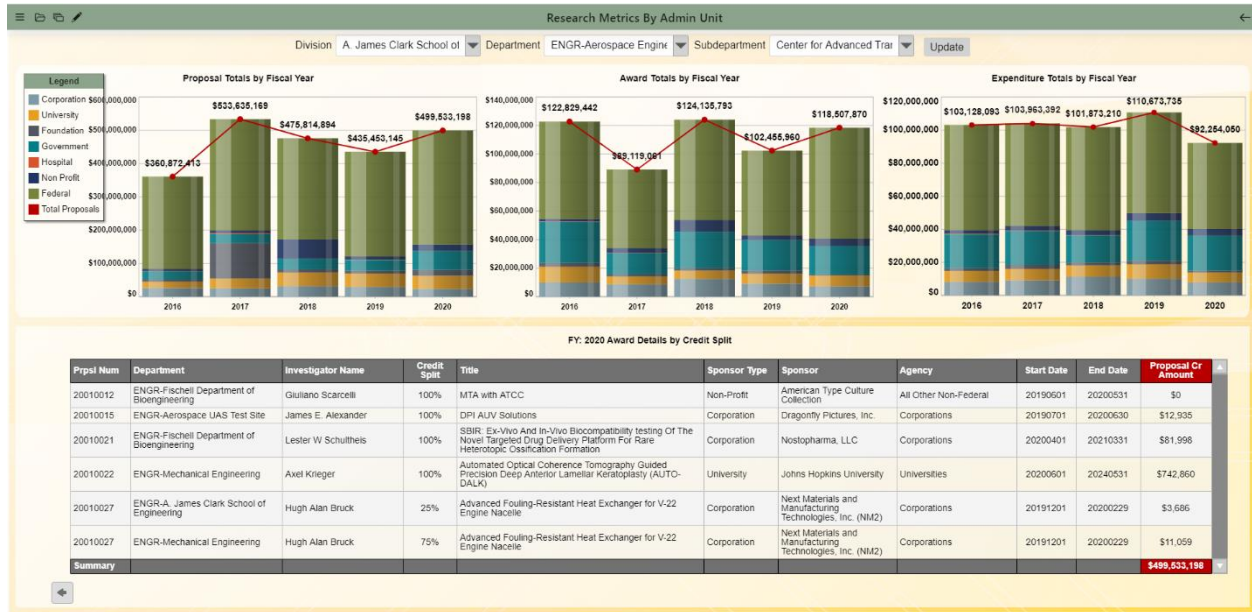 Research Metrics By Admin Unit
Division A. James Clark School of Department ENGR-Aerospace Engine Subdepartment Center for Advanced Trar Update
Legend
Corporation
University
Foundation
Government
Hospital
Non Profit
Federal
Total Proposals
Proposal Totals by Fiscal Year
$600,000,000
$500,000,000
$400,000,000
$300,000,000
$200,000,000
$100,000,000
$0
$360,872,413
$533,635,169
$475,814,894
$435,453,145
$499,533,198
2016 2017 2018 2019 2020
Award Totals by Fiscal Year
$140,000,000
$120,000,000
$100,000,000
$80,000,000
$60,000,000
$40,000,000
$20,000,000
$0
$122,829,442
$89,119,061
$124,135,793
$102,455,960
$118,507,870
2016 2017 2018 2019 2020
Expenditure Totals by Fiscal Year
$120,000,000
$100,000,000
$80,000,000
$60,000,000
$40,000,000
$20,000,000
$0
$103,128,093
$103,963,392
$101,873,210
$110,673,735
$92,254,050
2016 2017 2018 2019 2020
FY: 2020 Award Details by Credit Split
Prpsl Num Department Investigator Name Credit Split Title Sponsor Type Sponsor Agency Start Date End Date Proposal Cr Amount
20010012 ENGR-Fischell Department of Bioengineering Giuliano Scarcelli 100% MTA with ATCC Non-Profit American Type Culture Collection All Other Non-Federal 20190601 20200531 $0
20010015 ENGR-Aerospace UAS Test Site James E. Alexander 100% DPI AUV Solutions Corporation Dragonfly Pictures, Inc. Corporations 20190701 20200630 $12,935
20010021 ENGR-Fischell Department of Bioengineering Lester W Schultheis 100% SBIR: Ex-Vivo And In-Vivo Biocompatibility testing Of The Novel Targeted Drug Delivery Platform For Rare Heterotopic Ossification Formation Corporation Nostopharma, LLC Corporations 20200401 20210331 $81,998
20010022 ENGR-Mechanical Engineering Axel Krieger 100% Automated Optical Coherence Tomography Guided Precision Deep Anterior Lamellar Keratoplasty (AUTO-DALK) University Johns Hopkins University Universities 20200601 20240531 $742,860
20010027 ENGR-A. James Clark School of Engineering Hugh Alan Bruck 25% Advanced Fouling-Resistant Heat Exchanger for V-22 Engine Nacelle Corporation Next Materials and Manufacturing Technologies, Inc. (NM2) Corporations 20191201 20200229 $3,686
20010027 ENGR-Mechanical Engineering Hugh Alan Bruck 75% Advanced Fouling-Resistant Heat Exchanger for V-22 Engine Nacelle Corporation Next Materials and Manufacturing Technologies, Inc. (NM2) Corporations 20191201 20200229 $11,059
Summary $499,533,198